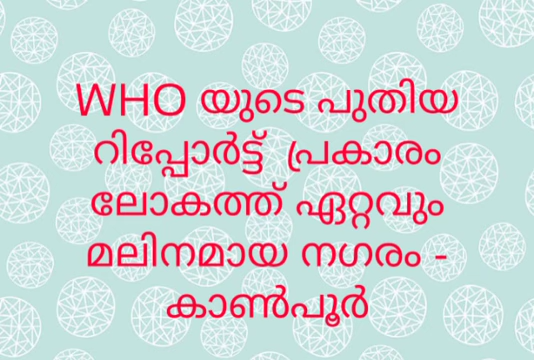 WHO യുടെ പുതിയ
റിപ്പോർട്ട് പ്രകാരം
ലോകത്ത് ഏറ്റവും
മലിനമായ നഗരം -
കാൺപൂർ